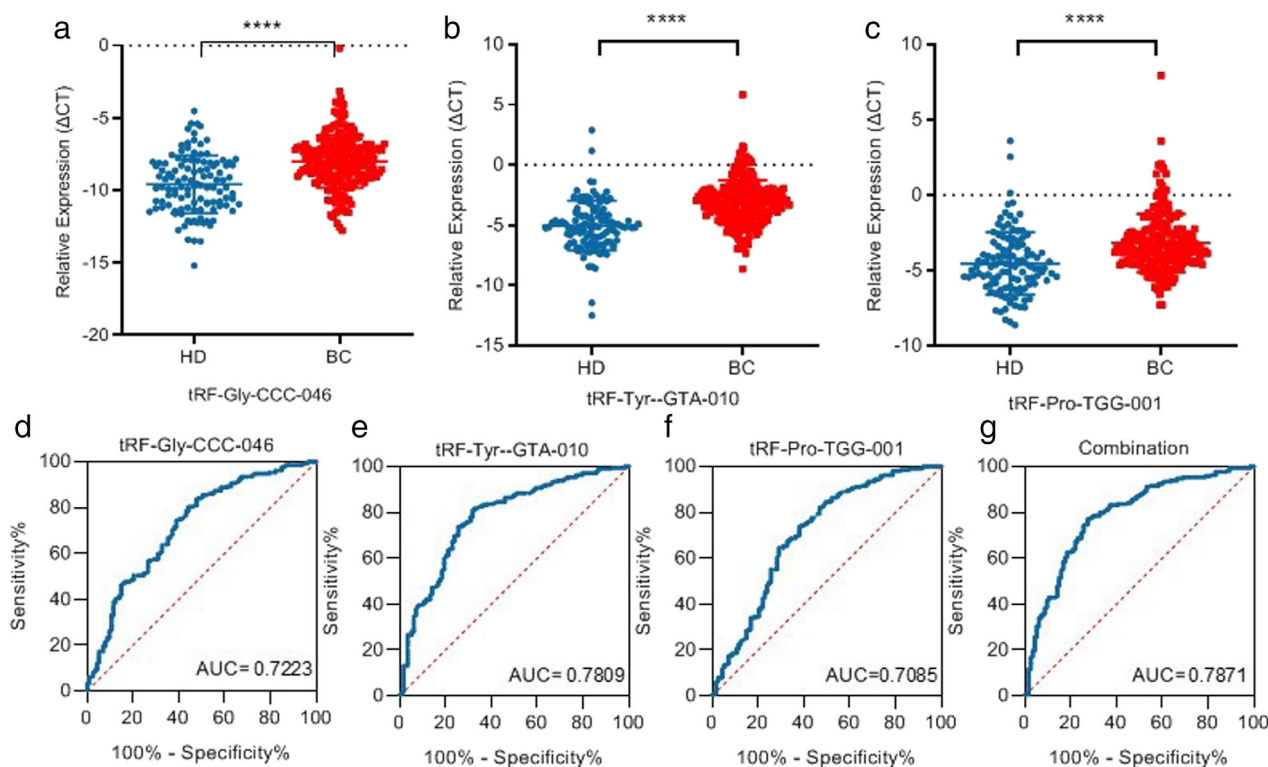 a
****
Relative Expression (ΔCT)
0
-5
-10
-15
-20
HD
BC
tRF-Gly-CCC-046
b
****
Relative Expression (ΔCT)
10
5
0
-5
-10
-15
HD
BC
tRF-Tyr--GTA-010
c
****
Relative Expression (ΔCT)
10
5
0
-5
-10
HD
BC
tRF-Pro-TGG-001
d
tRF-Gly-CCC-046
Sensitivity%
100
80
60
40
20
0
AUC= 0.7223
0 20 40 60 80 100
100% - Specificity%
e
tRF-Tyr--GTA-010
Sensitivity%
100
80
60
40
20
0
AUC= 0.7809
0 20 40 60 80 100
100% - Specificity%
f
tRF-Pro-TGG-001
Sensitivity%
100
80
60
40
20
0
AUC=0.7085
0 20 40 60 80 100
100% - Specificity%
g
Combination
Sensitivity%
100
80
60
40
20
0
AUC= 0.7871
0 20 40 60 80 100
100% - Specificity%